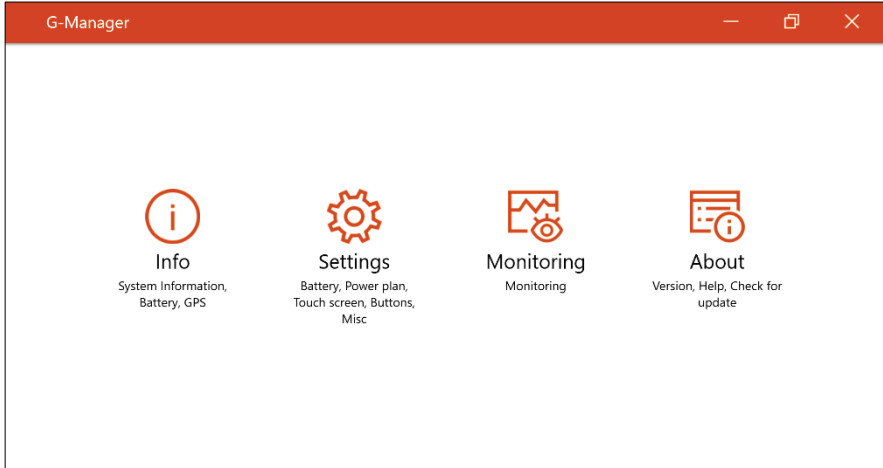 G-Manager
Info
System Information,
Battery, GPS
Settings
Battery, Power plan,
Touch screen, Buttons,
Misc
Monitoring
Monitoring
About
Version, Help, Check for
update